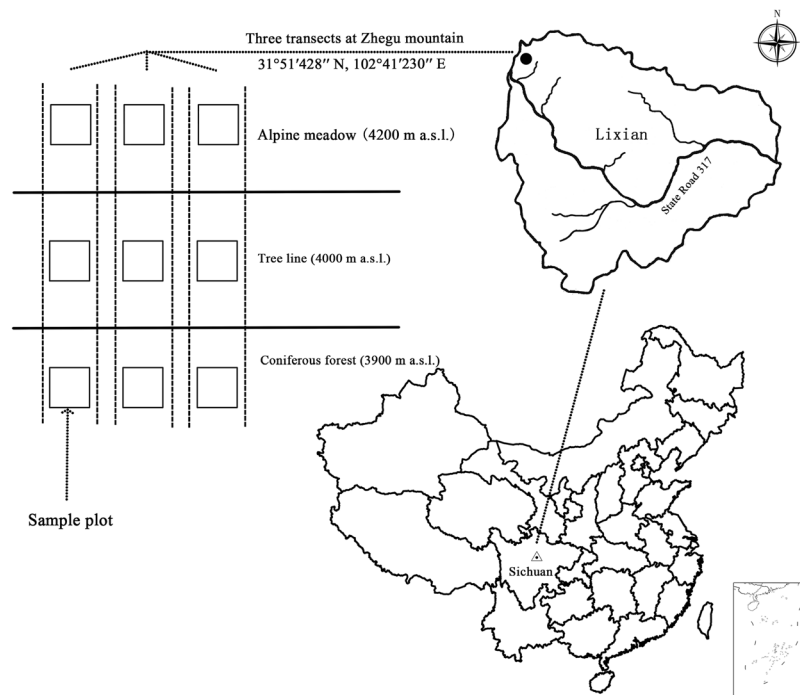 Three transects at Zhegu mountain
31°51′428″ N, 102°41′230″ E
N
Alpine meadow (4200 m a.s.l.)
Lixian
State Road 317
Tree line (4000 m a.s.l.)
Coniferous forest (3900 m a.s.l.)
Sample plot
Sichuan